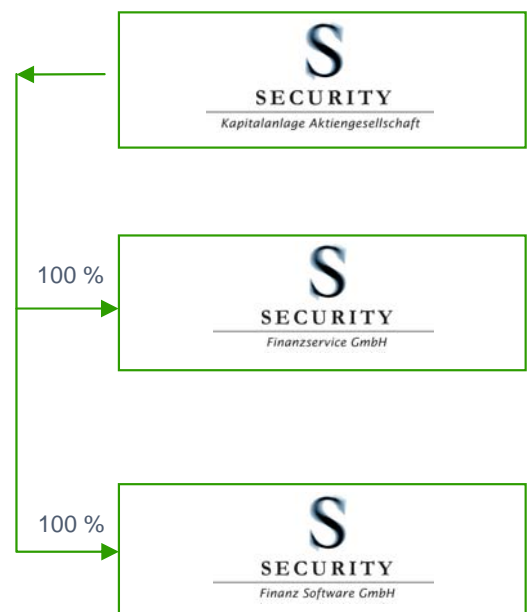 S
SECURITY
Kapitalanlage Aktiengesellschaft
100 %
S
SECURITY
Finanzservice GmbH
100 %
S
SECURITY
Finanz Software GmbH